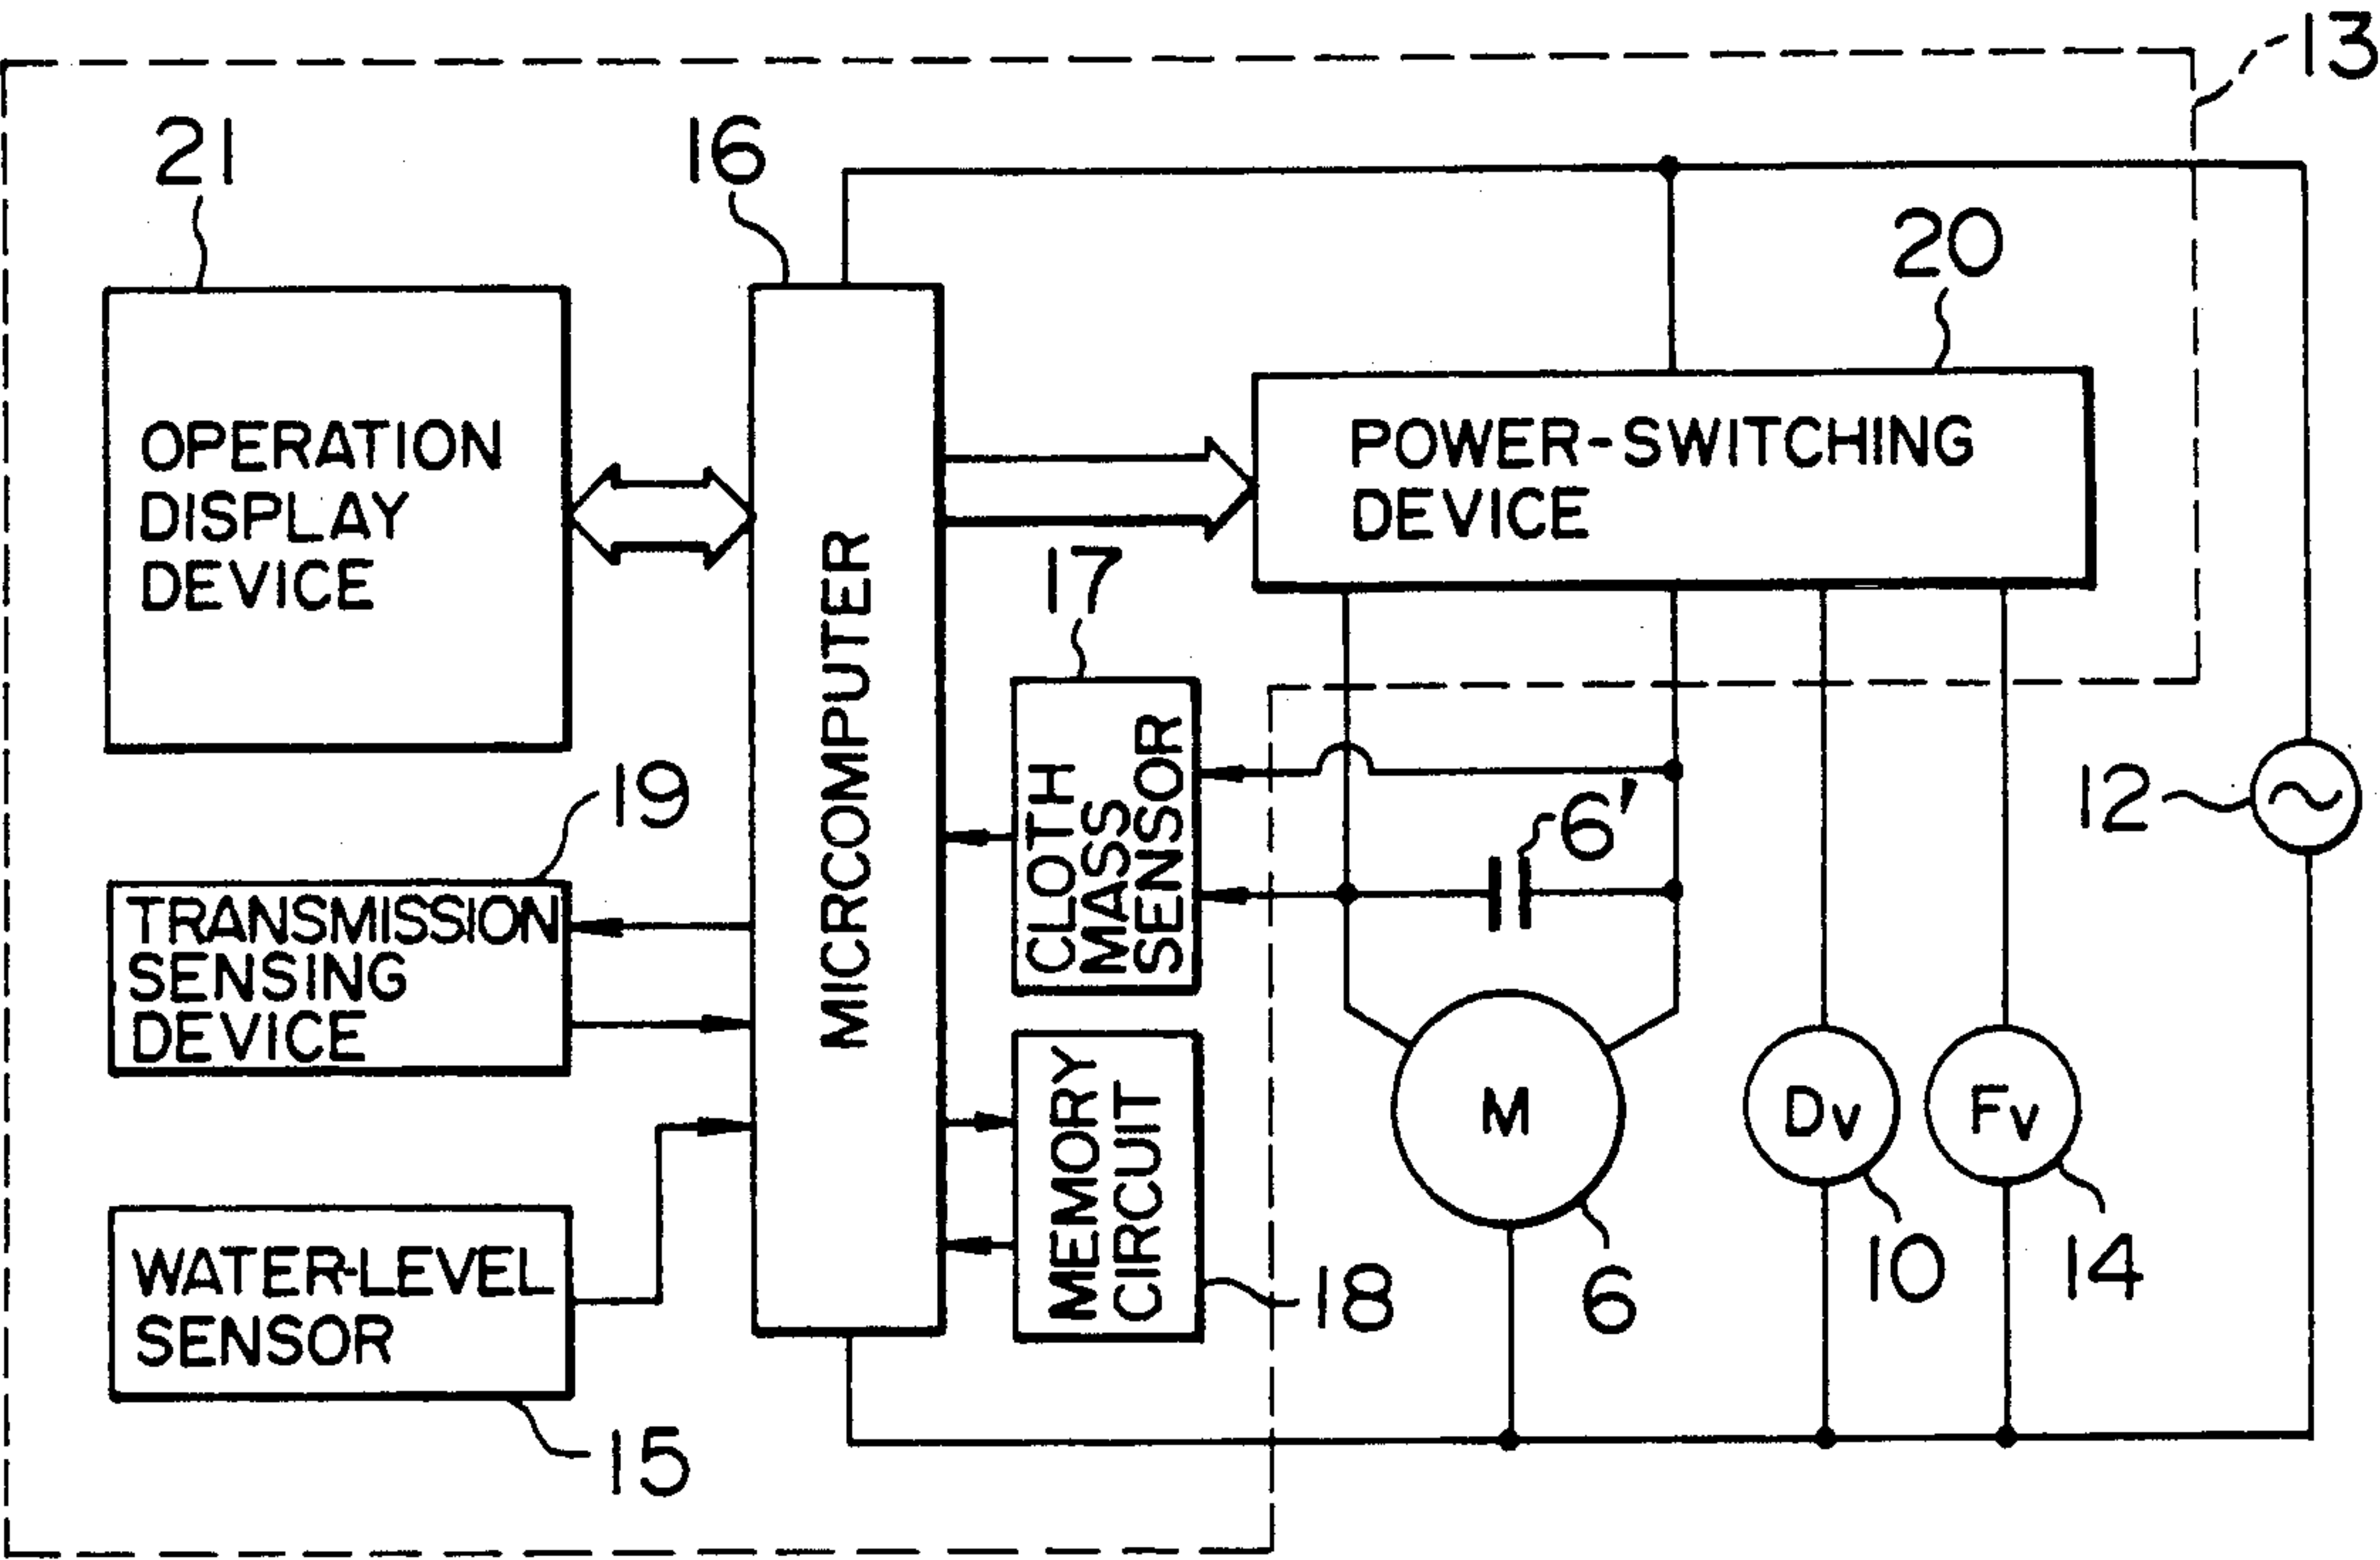 13
21
16
20
OPERATION
DISPLAY
DEVICE
POWER-SWITCHING
DEVICE
MICROCOMPUTER
17
CLOTH
MASS
SENSOR
19
TRANSMISSION
SENSING
DEVICE
6'
12
MEMORY
CIRCUIT
M
Dv
Fv
WATER-LEVEL
SENSOR
18
6
10
14
15